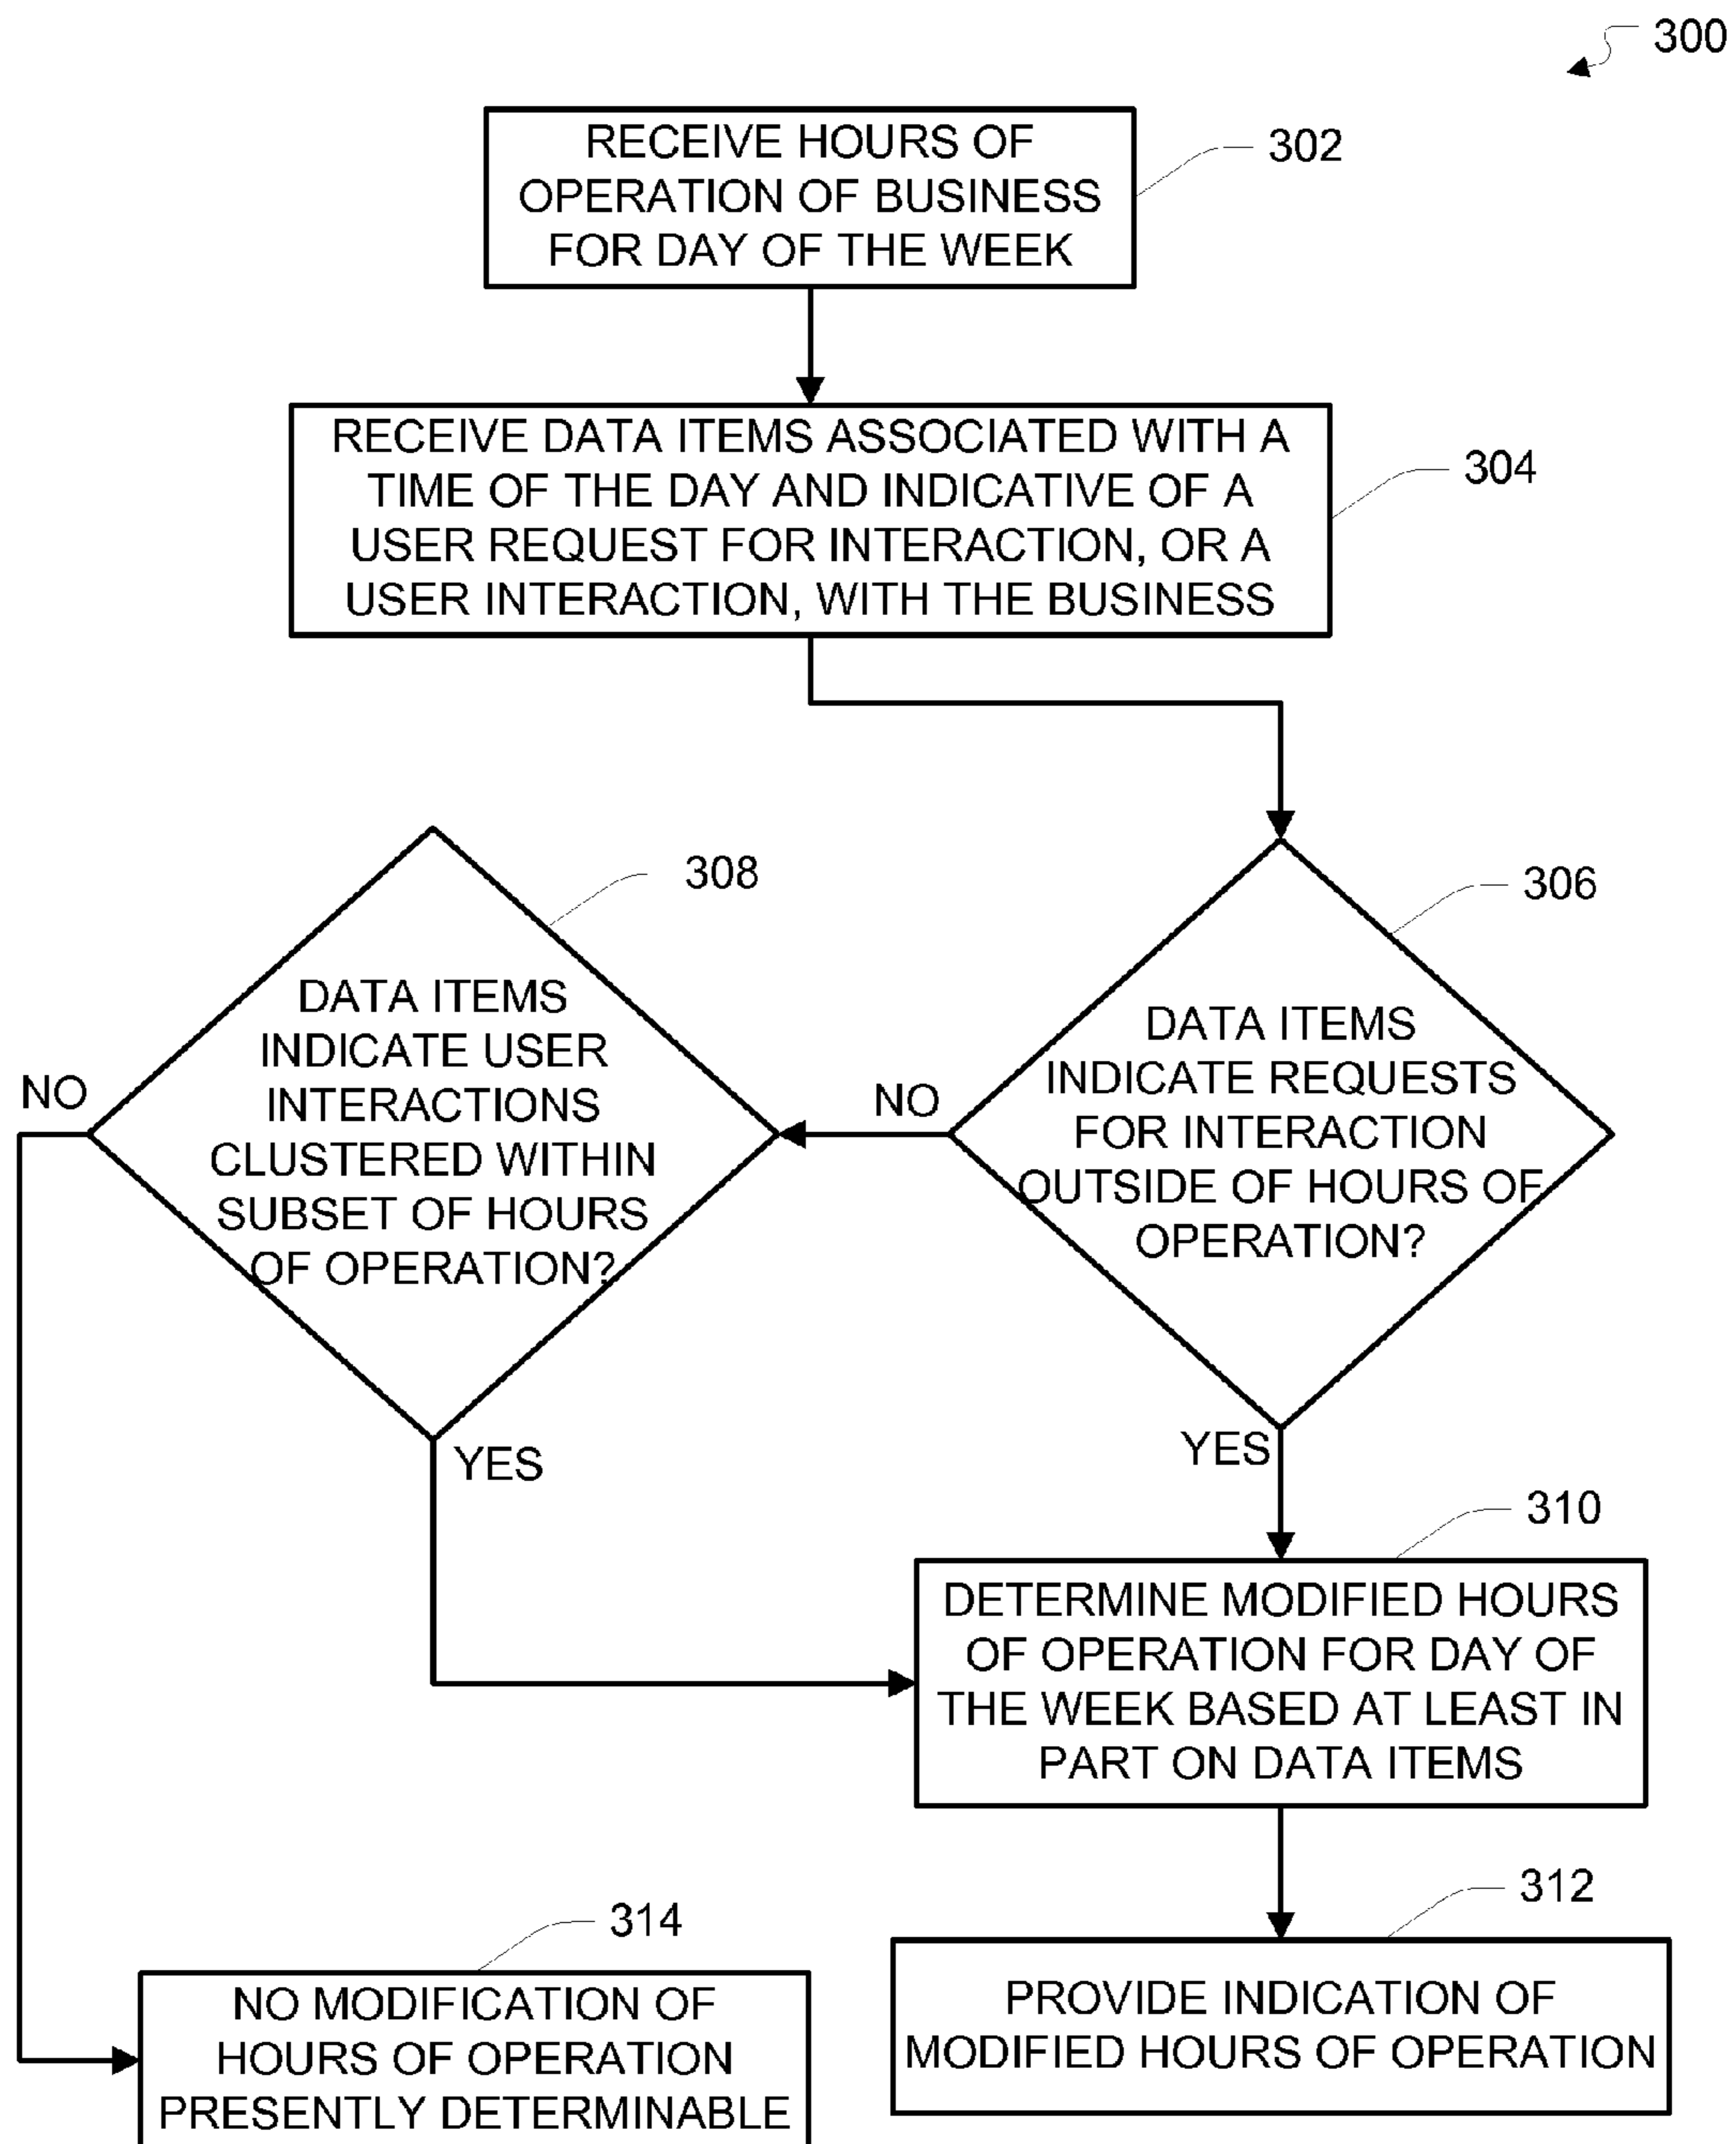 300
RECEIVE HOURS OF
OPERATION OF BUSINESS
FOR DAY OF THE WEEK
302
RECEIVE DATA ITEMS ASSOCIATED WITH A
TIME OF THE DAY AND INDICATIVE OF A
USER REQUEST FOR INTERACTION, OR A
USER INTERACTION, WITH THE BUSINESS
304
306
DATA ITEMS
INDICATE REQUESTS
FOR INTERACTION
OUTSIDE OF HOURS OF
OPERATION?
NO
YES
308
DATA ITEMS
INDICATE USER
INTERACTIONS
CLUSTERED WITHIN
SUBSET OF HOURS
OF OPERATION?
NO
YES
310
DETERMINE MODIFIED HOURS
OF OPERATION FOR DAY OF
THE WEEK BASED AT LEAST IN
PART ON DATA ITEMS
312
PROVIDE INDICATION OF
MODIFIED HOURS OF OPERATION
314
NO MODIFICATION OF
HOURS OF OPERATION
PRESENTLY DETERMINABLE